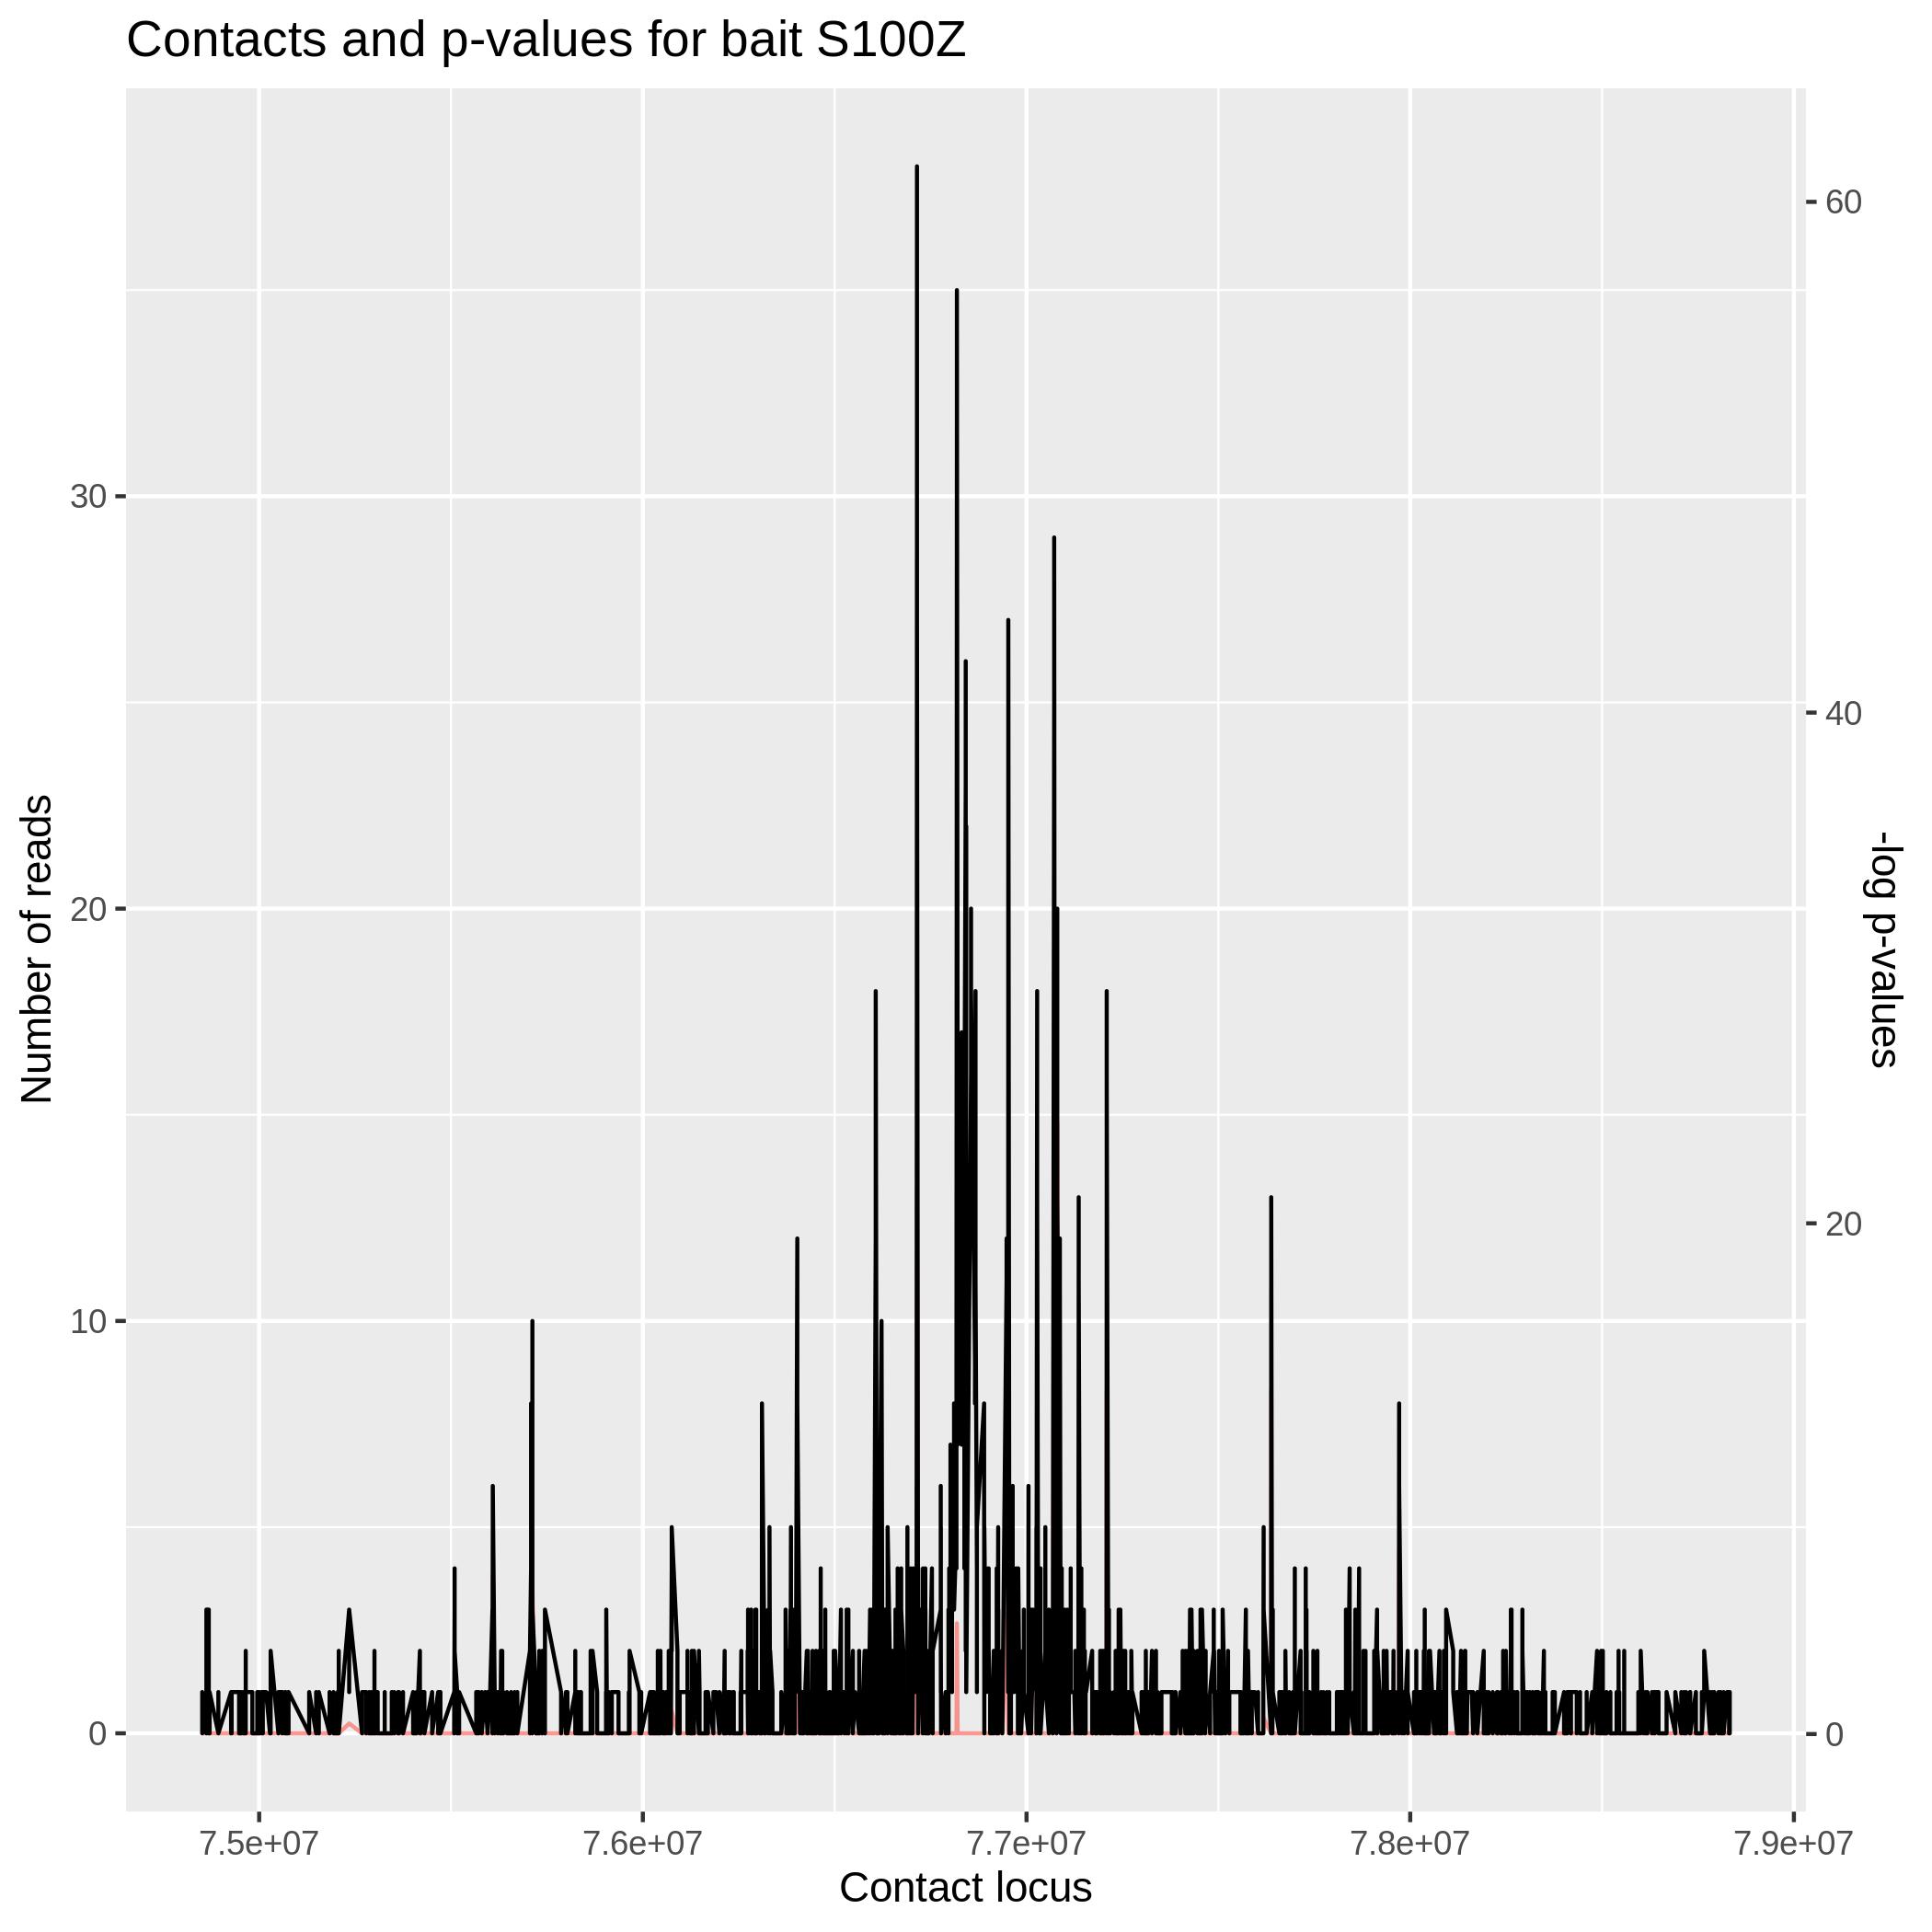 Contacts and p-values for bait S100Z
Number of reads
30
20
10
0
60
40
20
0
-log p-values
7.5e+07
7.6e+07
7.7e+07
7.8e+07
7.9e+07
Contact locus